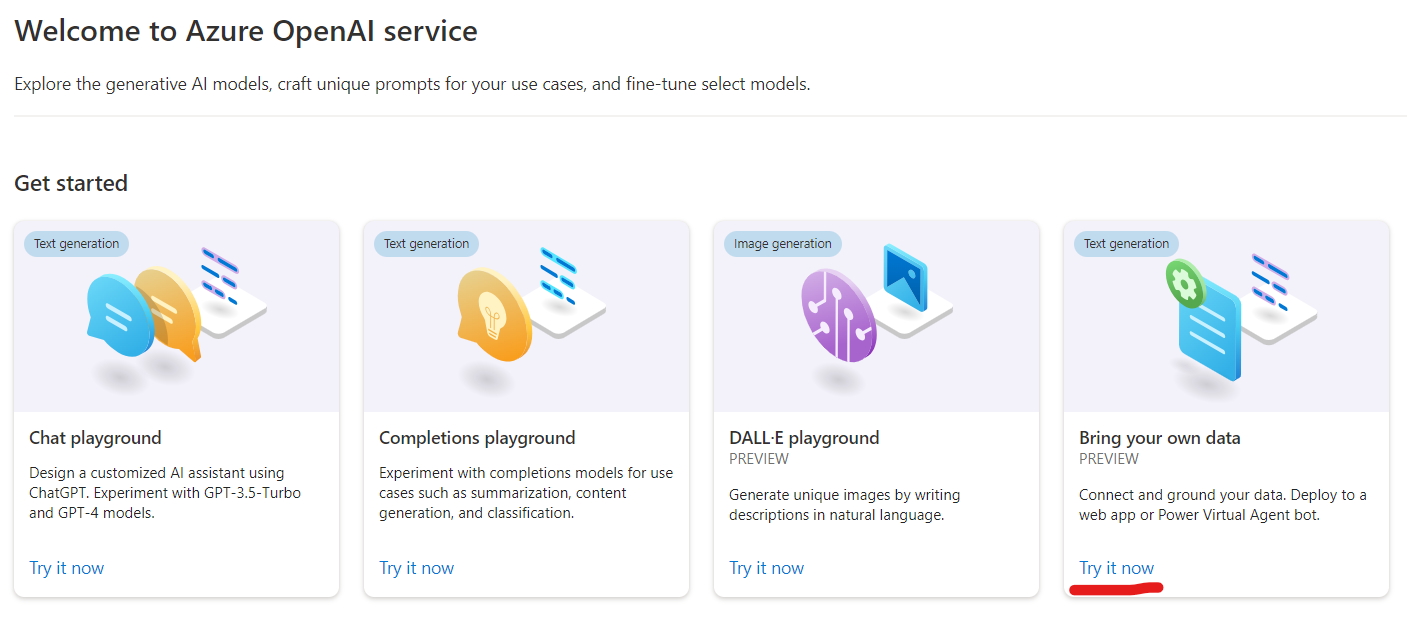 Welcome to Azure OpenAI service
Explore the generative AI models, craft unique prompts for your use cases, and fine-tune select models.
Get started
Text generation
Chat playground
Design a customized AI assistant using
ChatGPT. Experiment with GPT-3.5-Turbo
and GPT-4 models.
Try it now
Text generation
Completions playground
Experiment with completions models for use
cases such as summarization, content
generation, and classification.
Try it now
Image generation
DALL·E playground
PREVIEW
Generate unique images by writing
descriptions in natural language.
Try it now
Text generation
Bring your own data
PREVIEW
Connect and ground your data. Deploy to a
web app or Power Virtual Agent bot.
Try it now